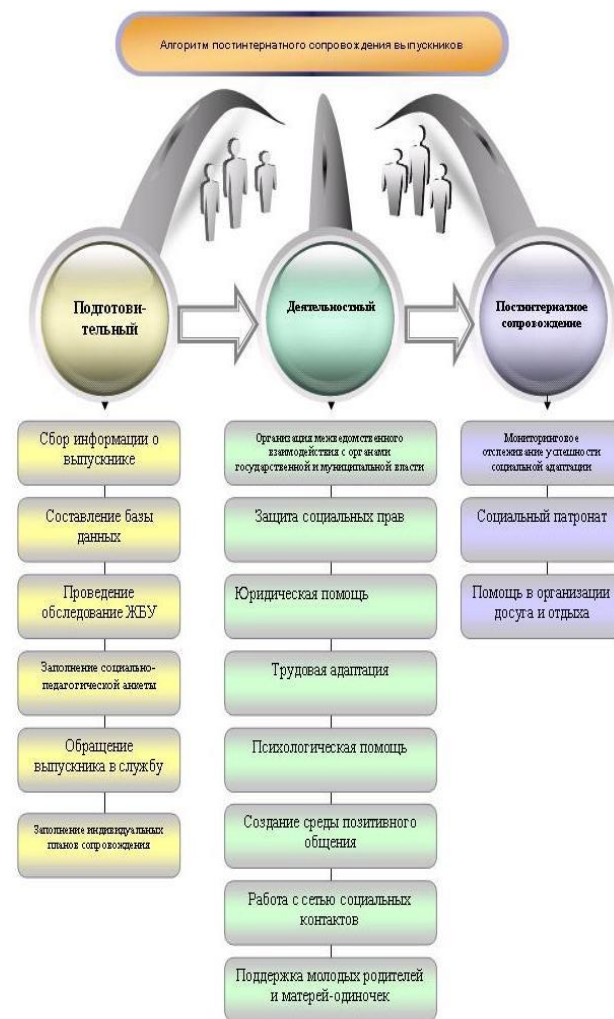 Алгоритм постинтернатного сопровождения выпускников
Подготови-
тельный
Деятельностный
Постинтернатное
сопровождение
Сбор информации о
выпускнике
Составление базы
данных
Проведение
обследование ЖБУ
Заполнение социально-
педагогической анкеты
Обращение
выпускника в службу
Заполнение индивидуальных
планов сопровождения
Организация межведомственного
взаимодействия с органами
государственной и муниципальной власти
Защита социальных прав
Юридическая помощь
Трудовая адаптация
Психологическая помощь
Создание среды позитивного
общения
Работа с сетью социальных
контактов
Поддержка молодых родителей
и матерей-одиночек
Мониторинговое
отслеживание успешности
социальной адаптации
Социальный патронат
Помощь в организации
досуга и отдыха